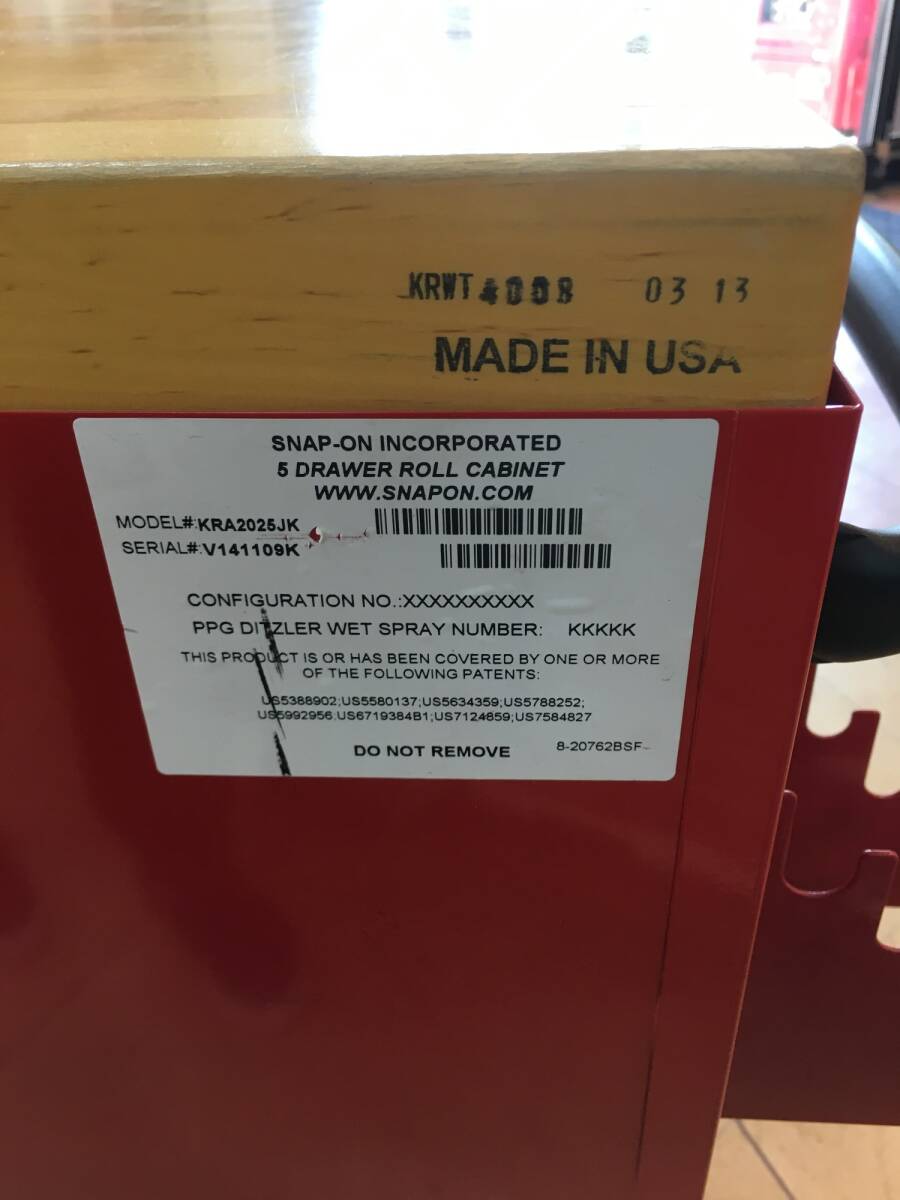 KRWT 4008 03 13
MADE IN USA
SNAP-ON INCORPORATED
5 DRAWER ROLL CABINET
WWW.SNAPON.COM
MODEL#:KRA2025JK
SERIAL#:V141109K
CONFIGURATION NO.:XXXXXXXXXX
PPG DITZLER WET SPRAY NUMBER: KKKKK
THIS PRODUCT IS OR HAS BEEN COVERED BY ONE OR MORE
OF THE FOLLOWING PATENTS:
US5388902;US5580137;US5634359;US5788252;
US5992956.US6719384B1;US7124659;US7584827
DO NOT REMOVE 8-20762BSF